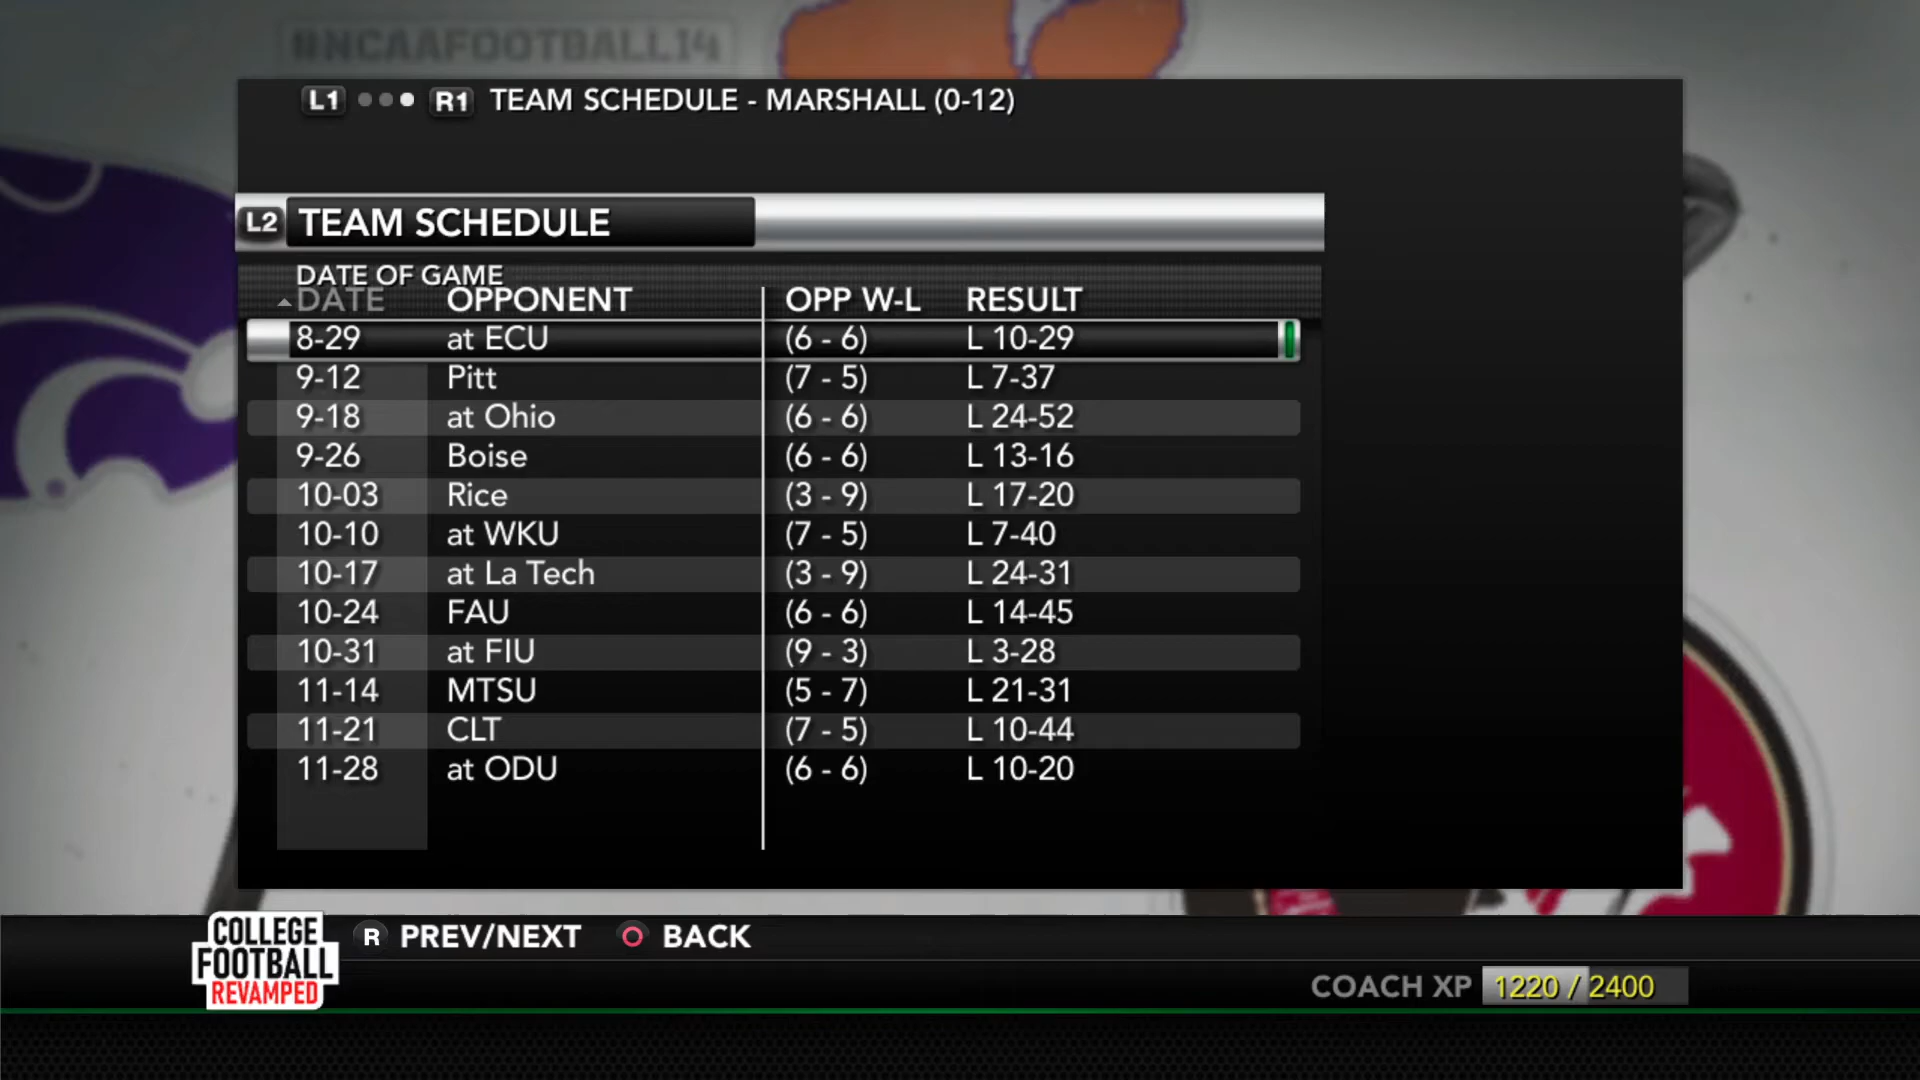 #NCAAFOOTBALL14
L1 R1 TEAM SCHEDULE - MARSHALL (0-12)
L2 TEAM SCHEDULE
DATE OF GAME
DATE OPPONENT OPP W-L RESULT
8-29 at ECU (6 - 6) L 10-29
9-12 Pitt (7 - 5) L 7-37
9-18 at Ohio (6 - 6) L 24-52
9-26 Boise (6 - 6) L 13-16
10-03 Rice (3 - 9) L 17-20
10-10 at WKU (7 - 5) L 7-40
10-17 at La Tech (3 - 9) L 24-31
10-24 FAU (6 - 6) L 14-45
10-31 at FIU (9 - 3) L 3-28
11-14 MTSU (5 - 7) L 21-31
11-21 CLT (7 - 5) L 10-44
11-28 at ODU (6 - 6) L 10-20
COLLEGE
FOOTBALL
REVAMPED
R PREV/NEXT BACK
COACH XP 1220 / 2400